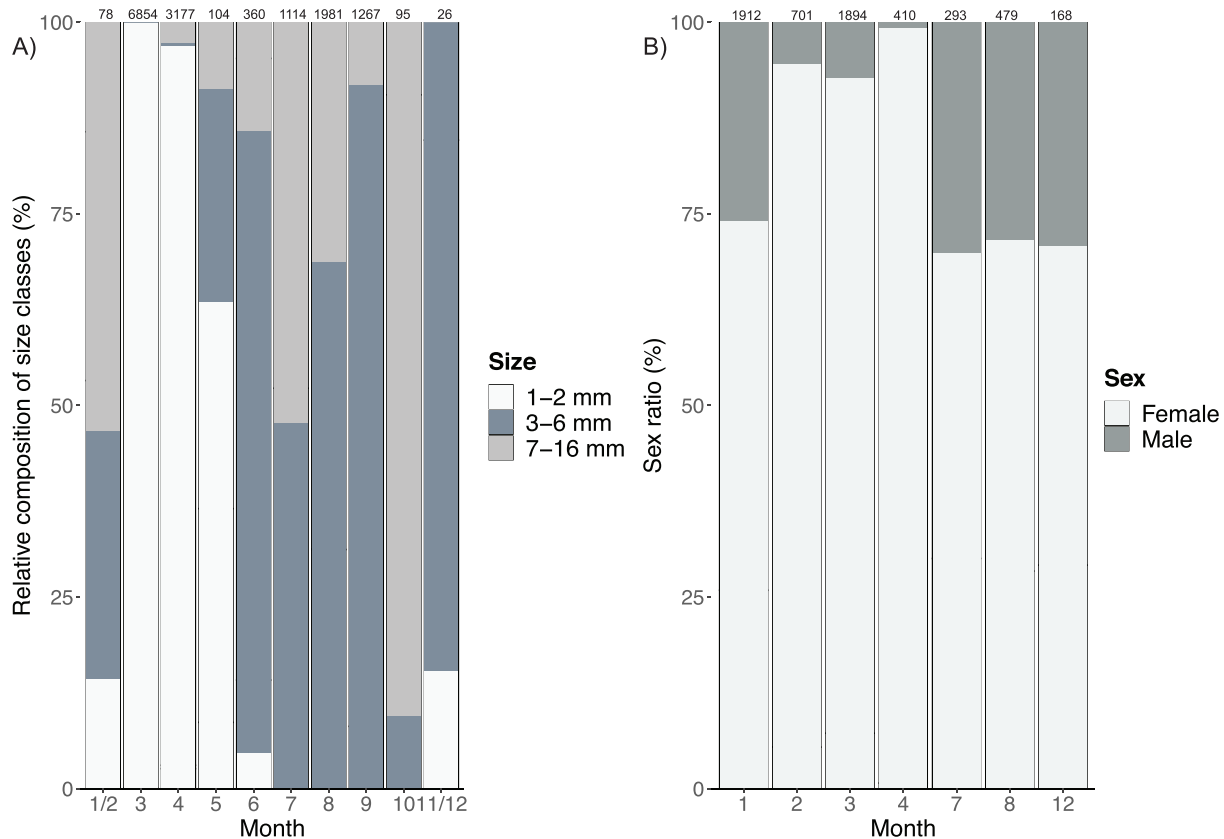 A)
78 6854 3177 104 360 1114 1981 1267 95 26
100
75
50
25
0
Relative composition of size classes (%)
1/2 3 4 5 6 7 8 9 10 11/12
Month
Size
1–2 mm
3–6 mm
7–16 mm
B)
1912 701 1894 410 293 479 168
100
75
50
25
0
Sex ratio (%)
1 2 3 4 7 8 12
Month
Sex
Female
Male